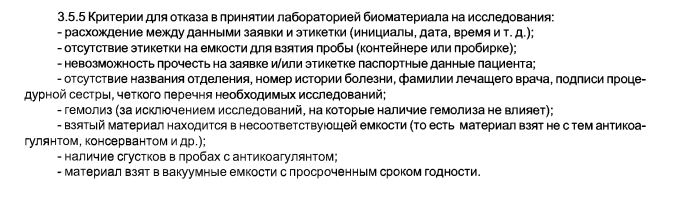 3.5.5 Критерии для отказа в принятии лабораторией биоматериала на исследования:
- расхождение между данными заявки и этикетки (инициалы, дата, время и т. д.);
- отсутствие этикетки на емкости для взятия пробы (контейнере или пробирке);
- невозможность прочесть на заявке и/или этикетке паспортные данные пациента;
- отсутствие названия отделения, номер истории болезни, фамилии лечащего врача, подписи проце-
дурной сестры, четкого перечня необходимых исследований;
- гемолиз (за исключением исследований, на которые наличие гемолиза не влияет);
- взятый материал находится в несоответствующей емкости (то есть материал взят не с тем антикоа-
гулянтом, консервантом и др.);
- наличие сгустков в пробах с антикоагулянтом;
- материал взят в вакуумные емкости с просроченным сроком годности.